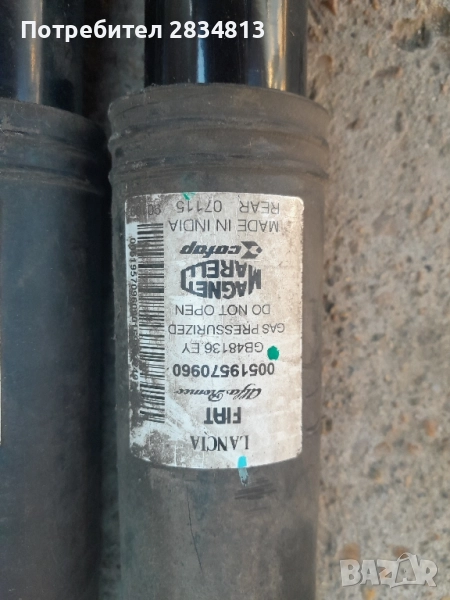 Потребител 2834813
LANCIA
FIAT
Alfa Romeo
00519570960
GB48136 EY
GAS PRESSURIZED
DO NOT OPEN
MAGNETI
MARELLI
cofap
MADE IN INDIA
REAR 07115
BAZAR